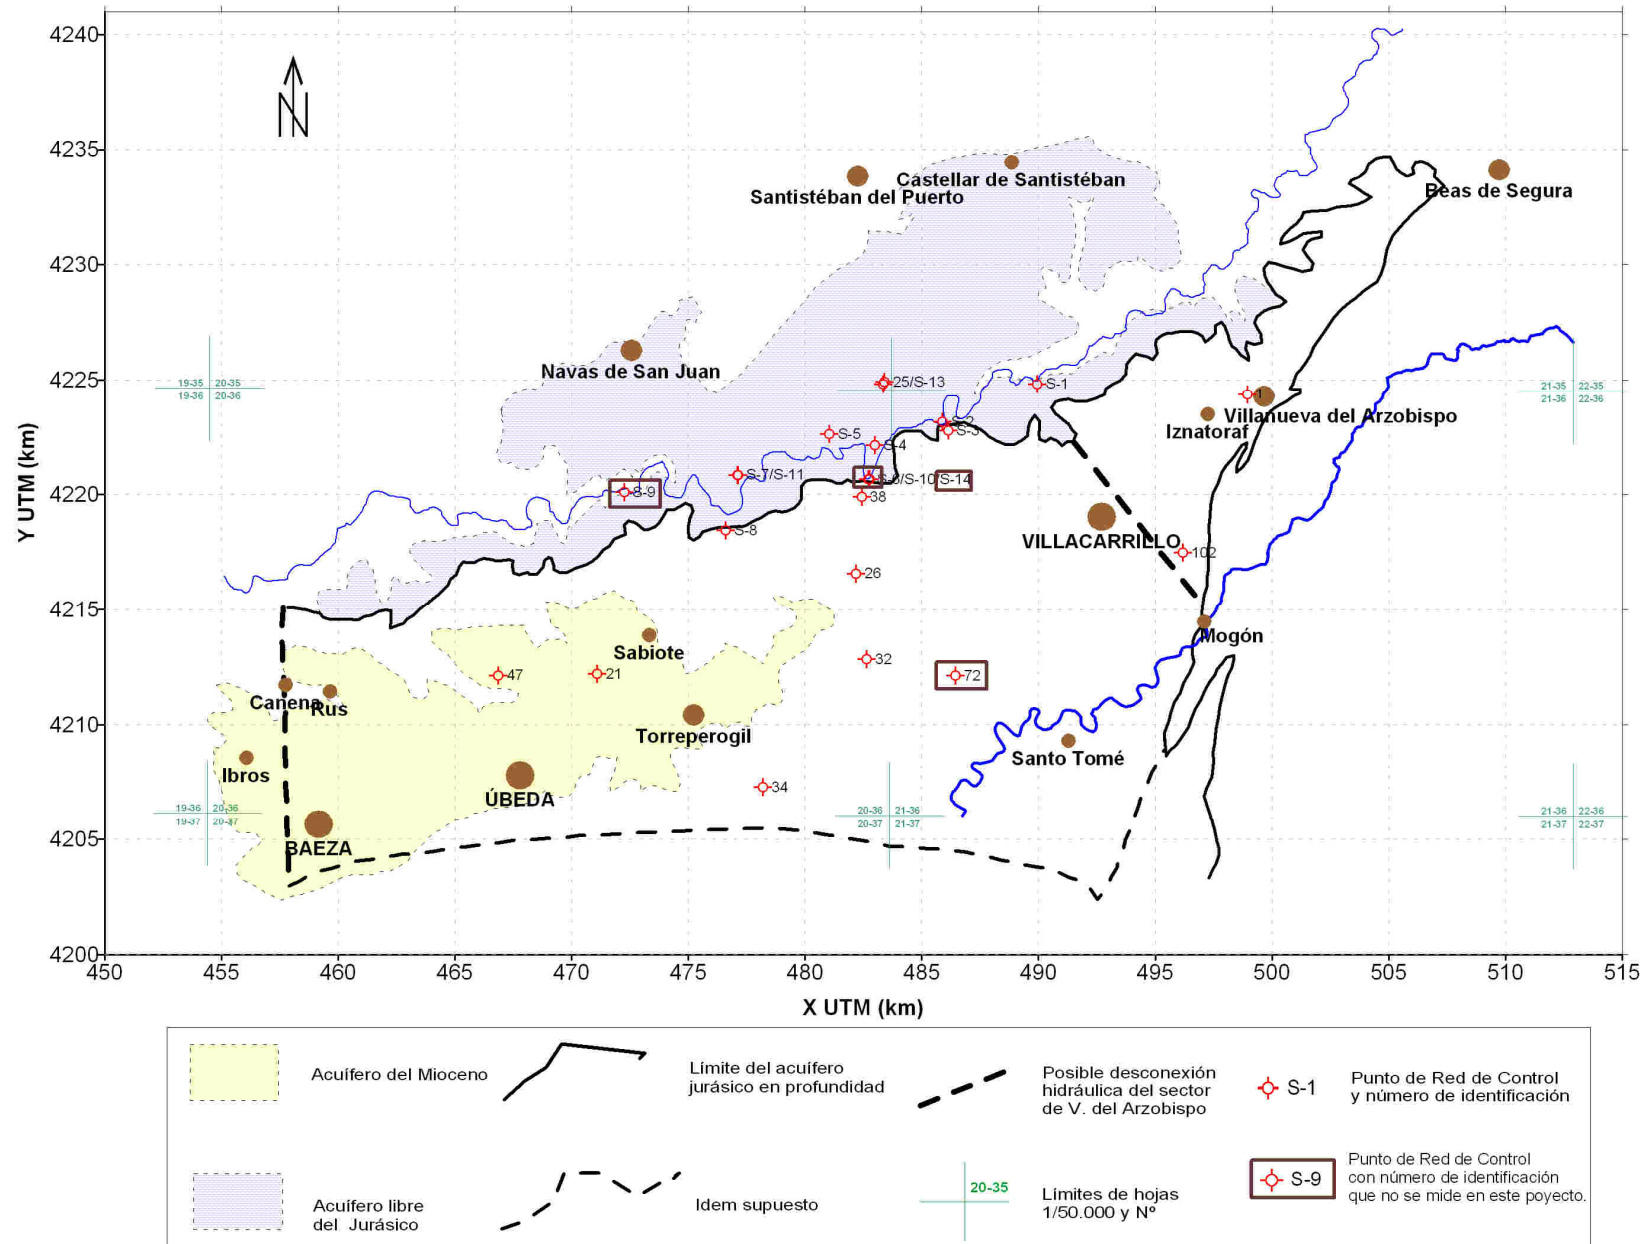 4240
4235
4230
4225
4220
4215
4210
4205
4200
Y UTM (km)
N
Castellar de Santistéban
Santistéban del Puerto
Beas de Segura
Navas de San Juan
19-35 20-35
19-36 20-36
25/S-13
S-1
21-35 22-35
21-36 22-36
1
Villanueva del Arzobispo
Iznatoraf
S-2
S-3
S-5
S-4
S-7/S-11
S-6/S-10/S-14
S-9
38
S-8
VILLACARRILLO
102
26
Mogón
Sabiote
32
47
21
72
Canena
Rus
Torreperogil
Santo Tomé
Ibros
34
ÚBEDA
19-36 20-36
19-37 20-37
20-36 21-36
20-37 21-37
21-36 22-36
21-37 22-37
BAEZA
450 455 460 465 470 475 480 485 490 495 500 505 510 515
X UTM (km)
Acuífero del Mioceno
Límite del acuífero
jurásico en profundidad
Posible desconexión
hidráulica del sector
de V. del Arzobispo
S-1
Punto de Red de Control
y número de identificación
Acuífero libre
del Jurásico
Idem supuesto
20-35
Límites de hojas
1/50.000 y Nº
S-9
Punto de Red de Control
con número de identificación
que no se mide en este poyecto.